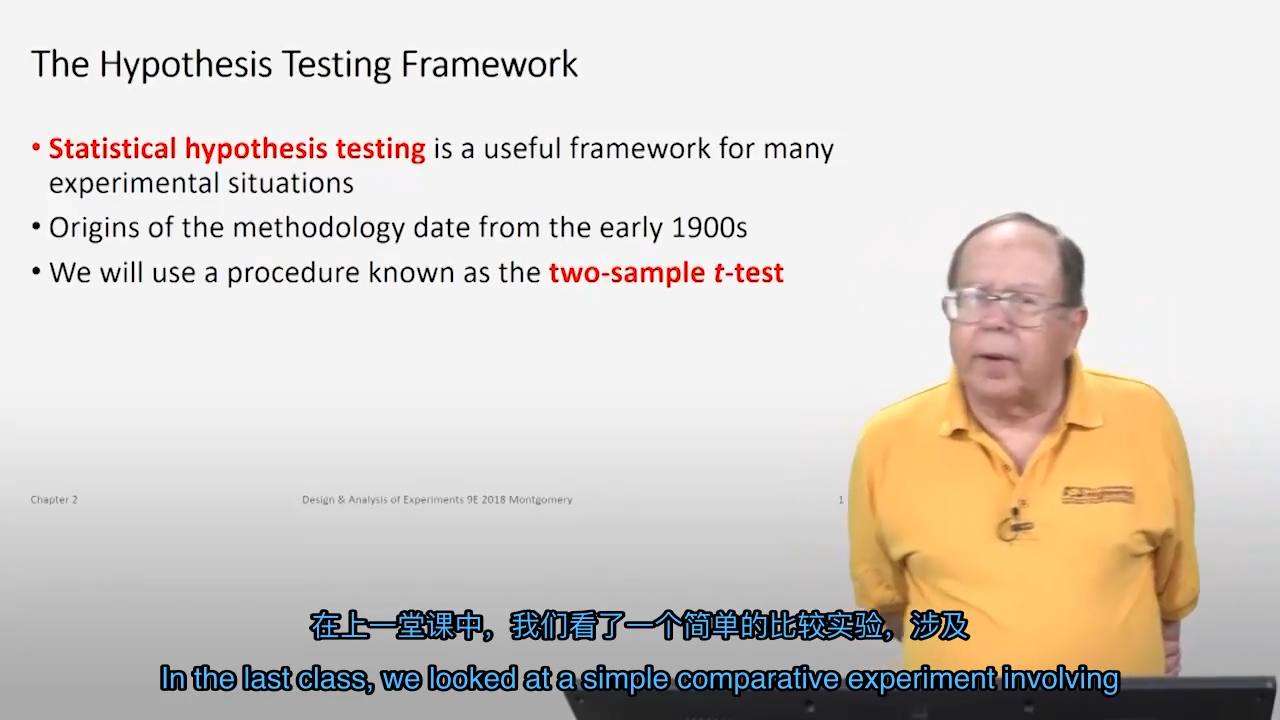 The Hypothesis Testing Framework
• Statistical hypothesis testing is a useful framework for many
experimental situations
• Origins of the methodology date from the early 1900s
• We will use a procedure known as the two-sample t-test
Chapter 2
Design & Analysis of Experiments 9E 2018 Montgomery
1
在上一堂课中，我们看了一个简单的比较实验，涉及
In the last class, we looked at a simple comparative experiment involving